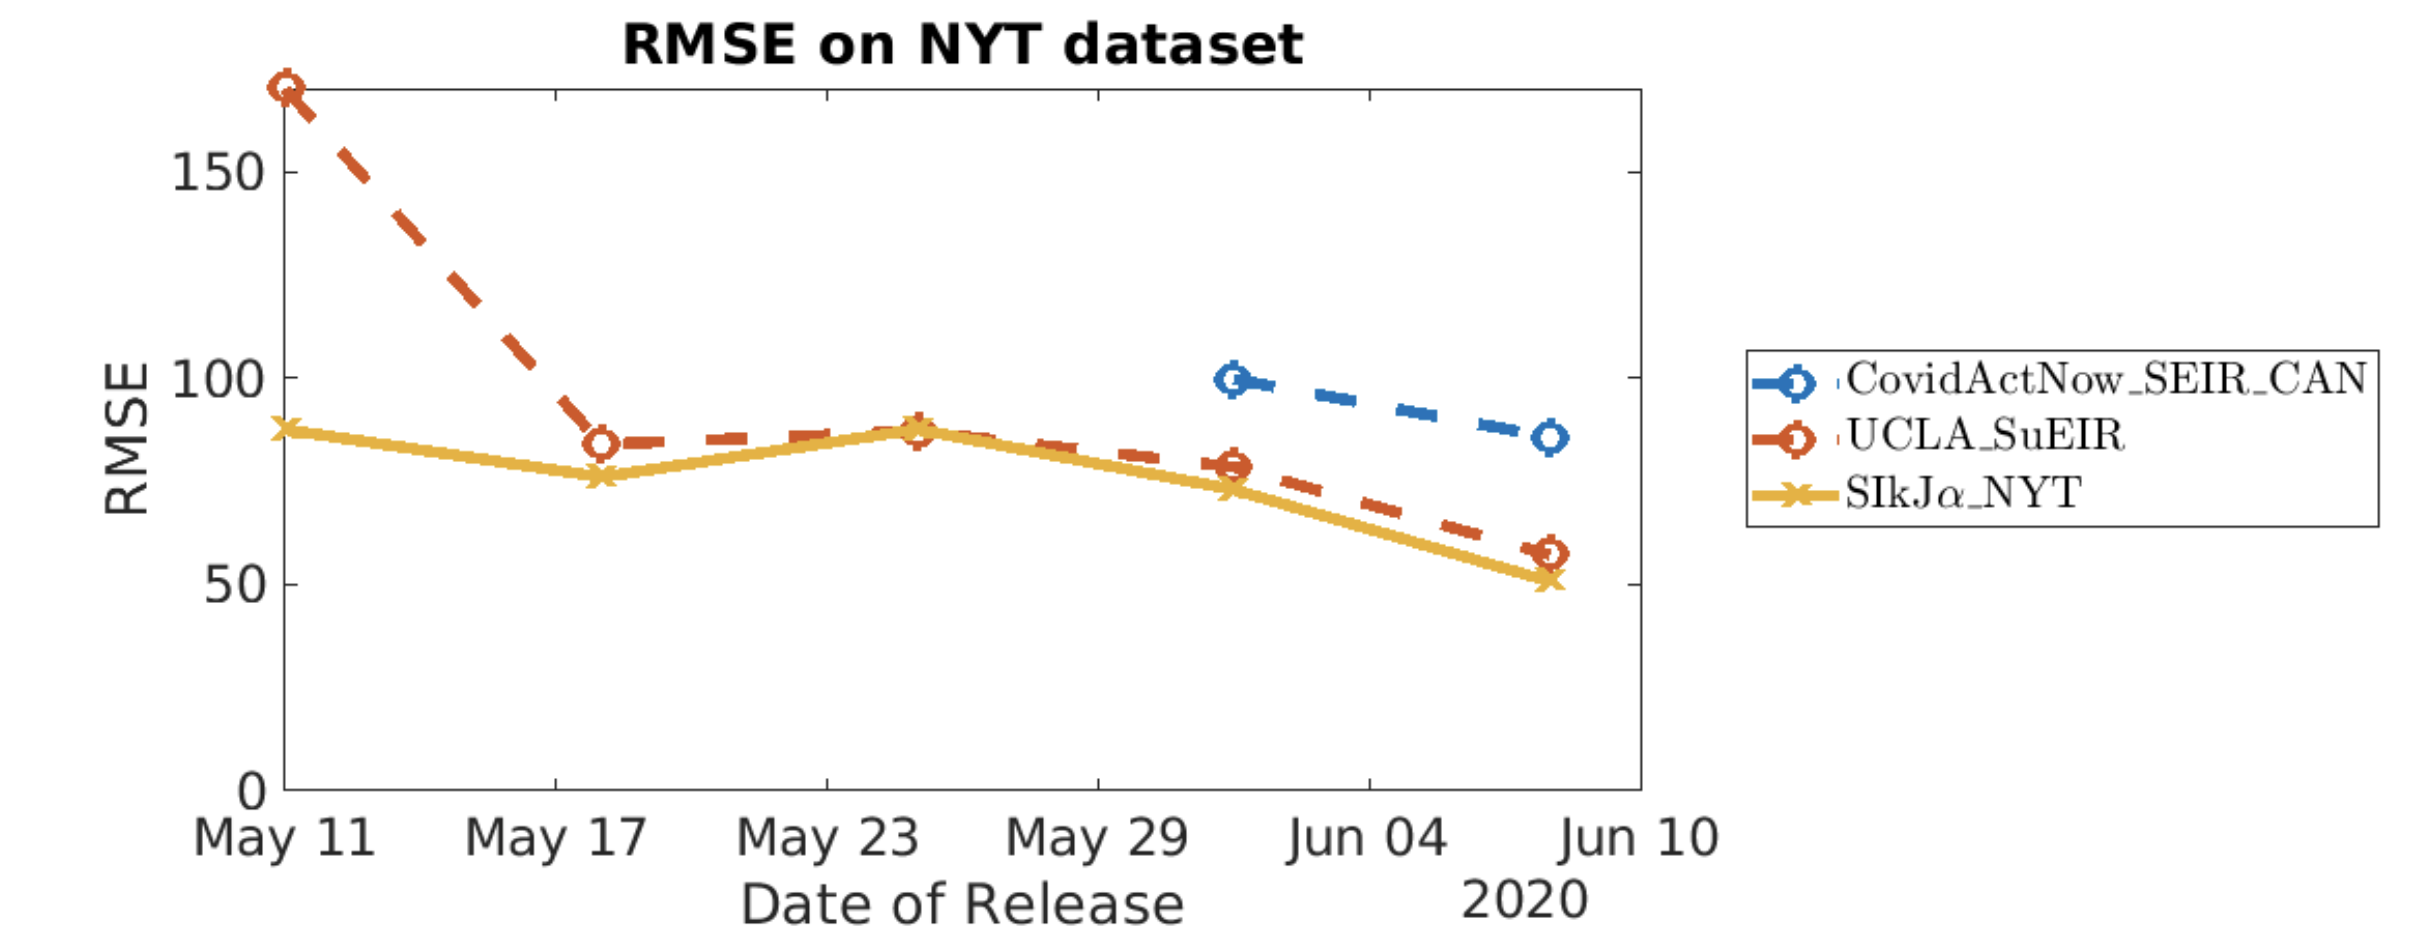 RMSE on NYT dataset
150
100
50
0
RMSE
May 11
May 17
May 23
May 29
Jun 04
Jun 10
2020
Date of Release
CovidActNow_SEIR_CAN
UCLA_SuEIR
SIkJα_NYT